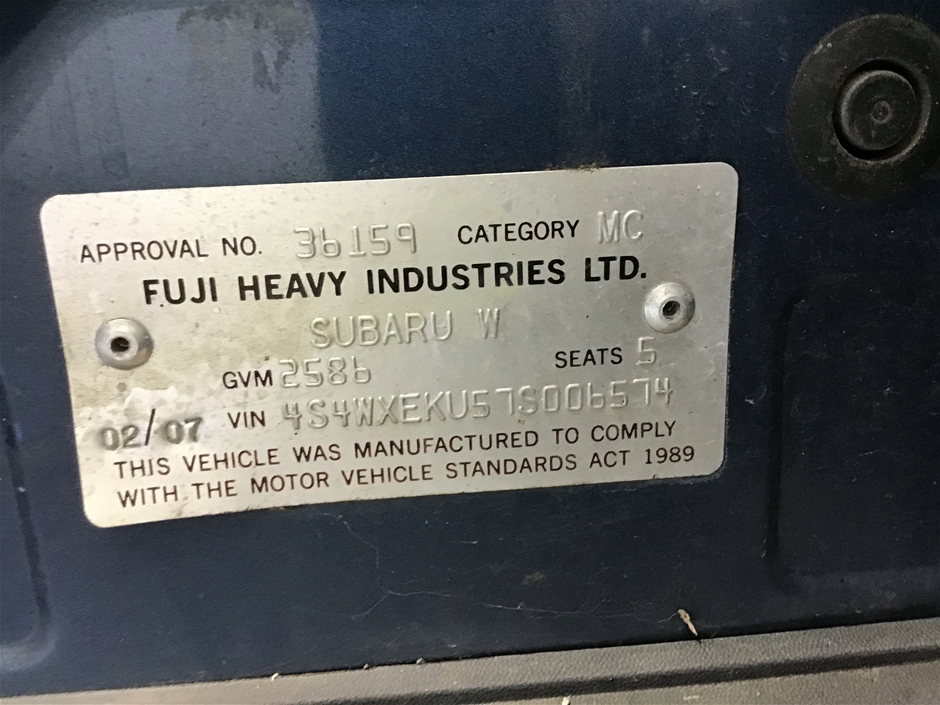 APPROVAL NO. 36159 CATEGORY MC
FUJI HEAVY INDUSTRIES LTD.
SUBARU W
GVM 2586 SEATS 5
02/07 VIN 4S4WXEKU57S006574
THIS VEHICLE WAS MANUFACTURED TO COMPLY
WITH THE MOTOR VEHICLE STANDARDS ACT 1989